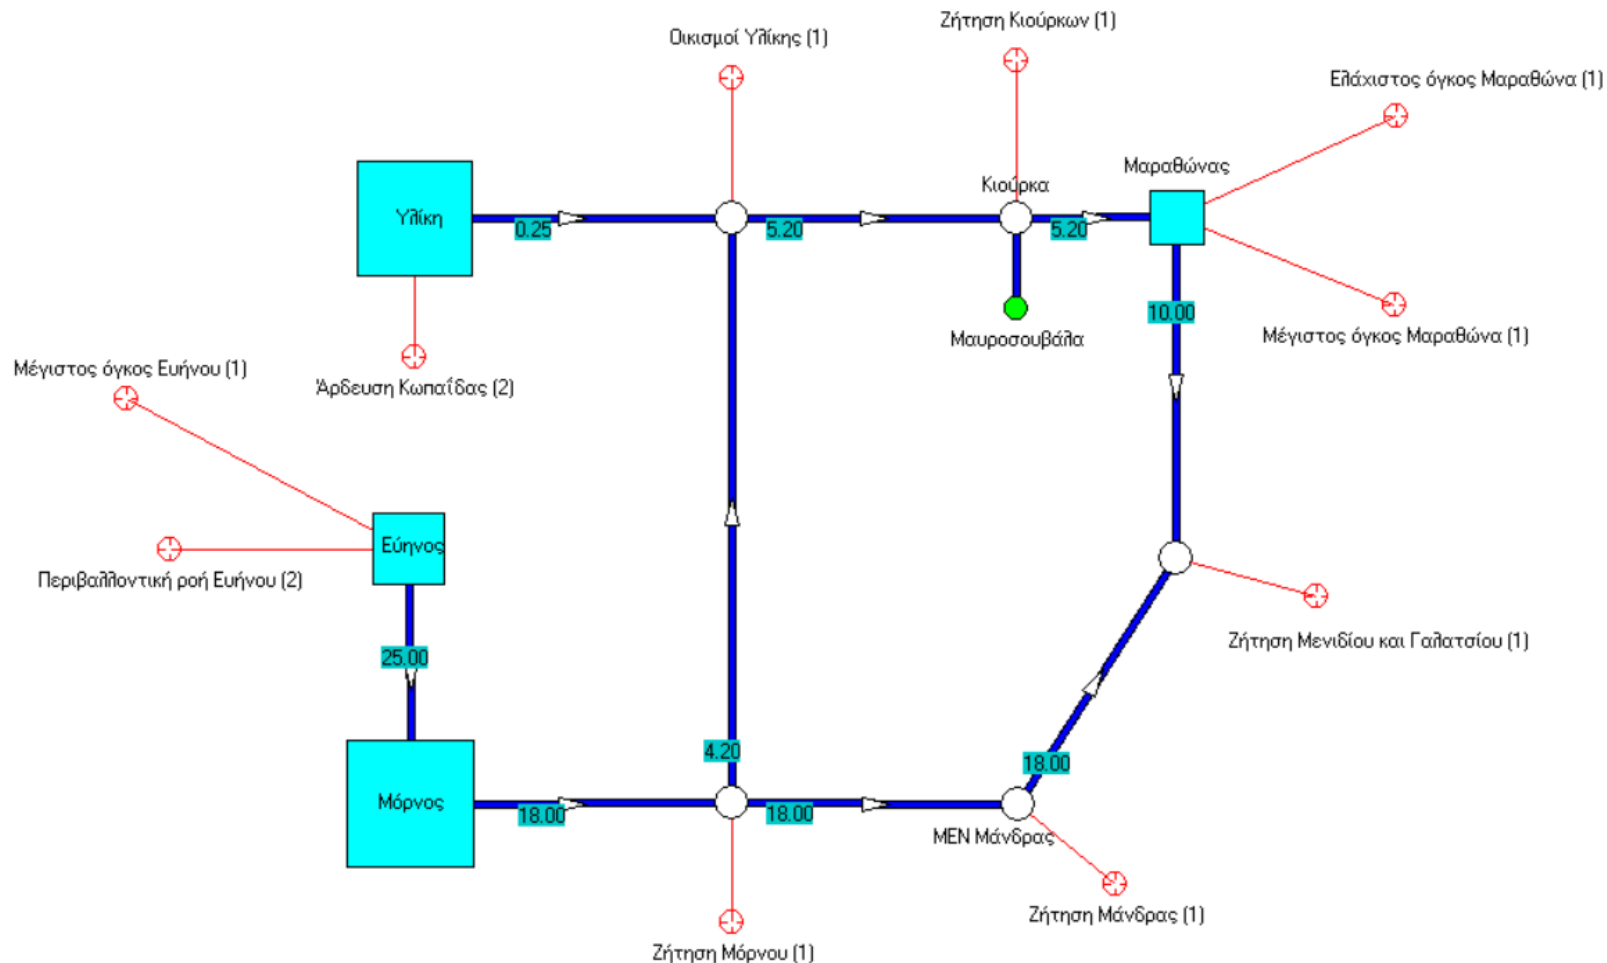 Ζήτηση Κιούρκων (1)
Οικισμοί Υλίκης (1)
Ελάχιστος όγκος Μαραθώνα (1)
Μαραθώνας
Κιούρκα
Υλίκη
0.25
5.20
5.20
10.00
Μαυροσουβάλα
Μέγιστος όγκος Μαραθώνα (1)
Μέγιστος όγκος Ευήνου (1)
Άρδευση Κωπαΐδας (2)
Εύηνος
Περιβαλλοντική ροή Ευήνου (2)
Ζήτηση Μενιδίου και Γαλατσίου (1)
25.00
4.20
18.00
Μόρνος
18.00
18.00
ΜΕΝ Μάνδρας
Ζήτηση Μάνδρας (1)
Ζήτηση Μόρνου (1)